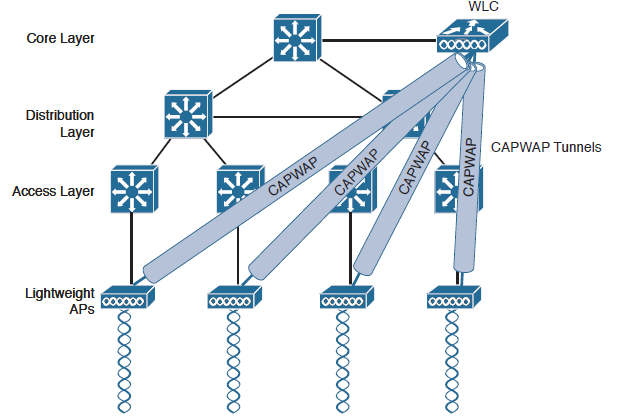 WLC
Core Layer
Distribution
Layer
CAPWAP Tunnels
CAPWAP
CAPWAP
CAPWAP
CAPWAP
Access Layer
Lightweight
APs